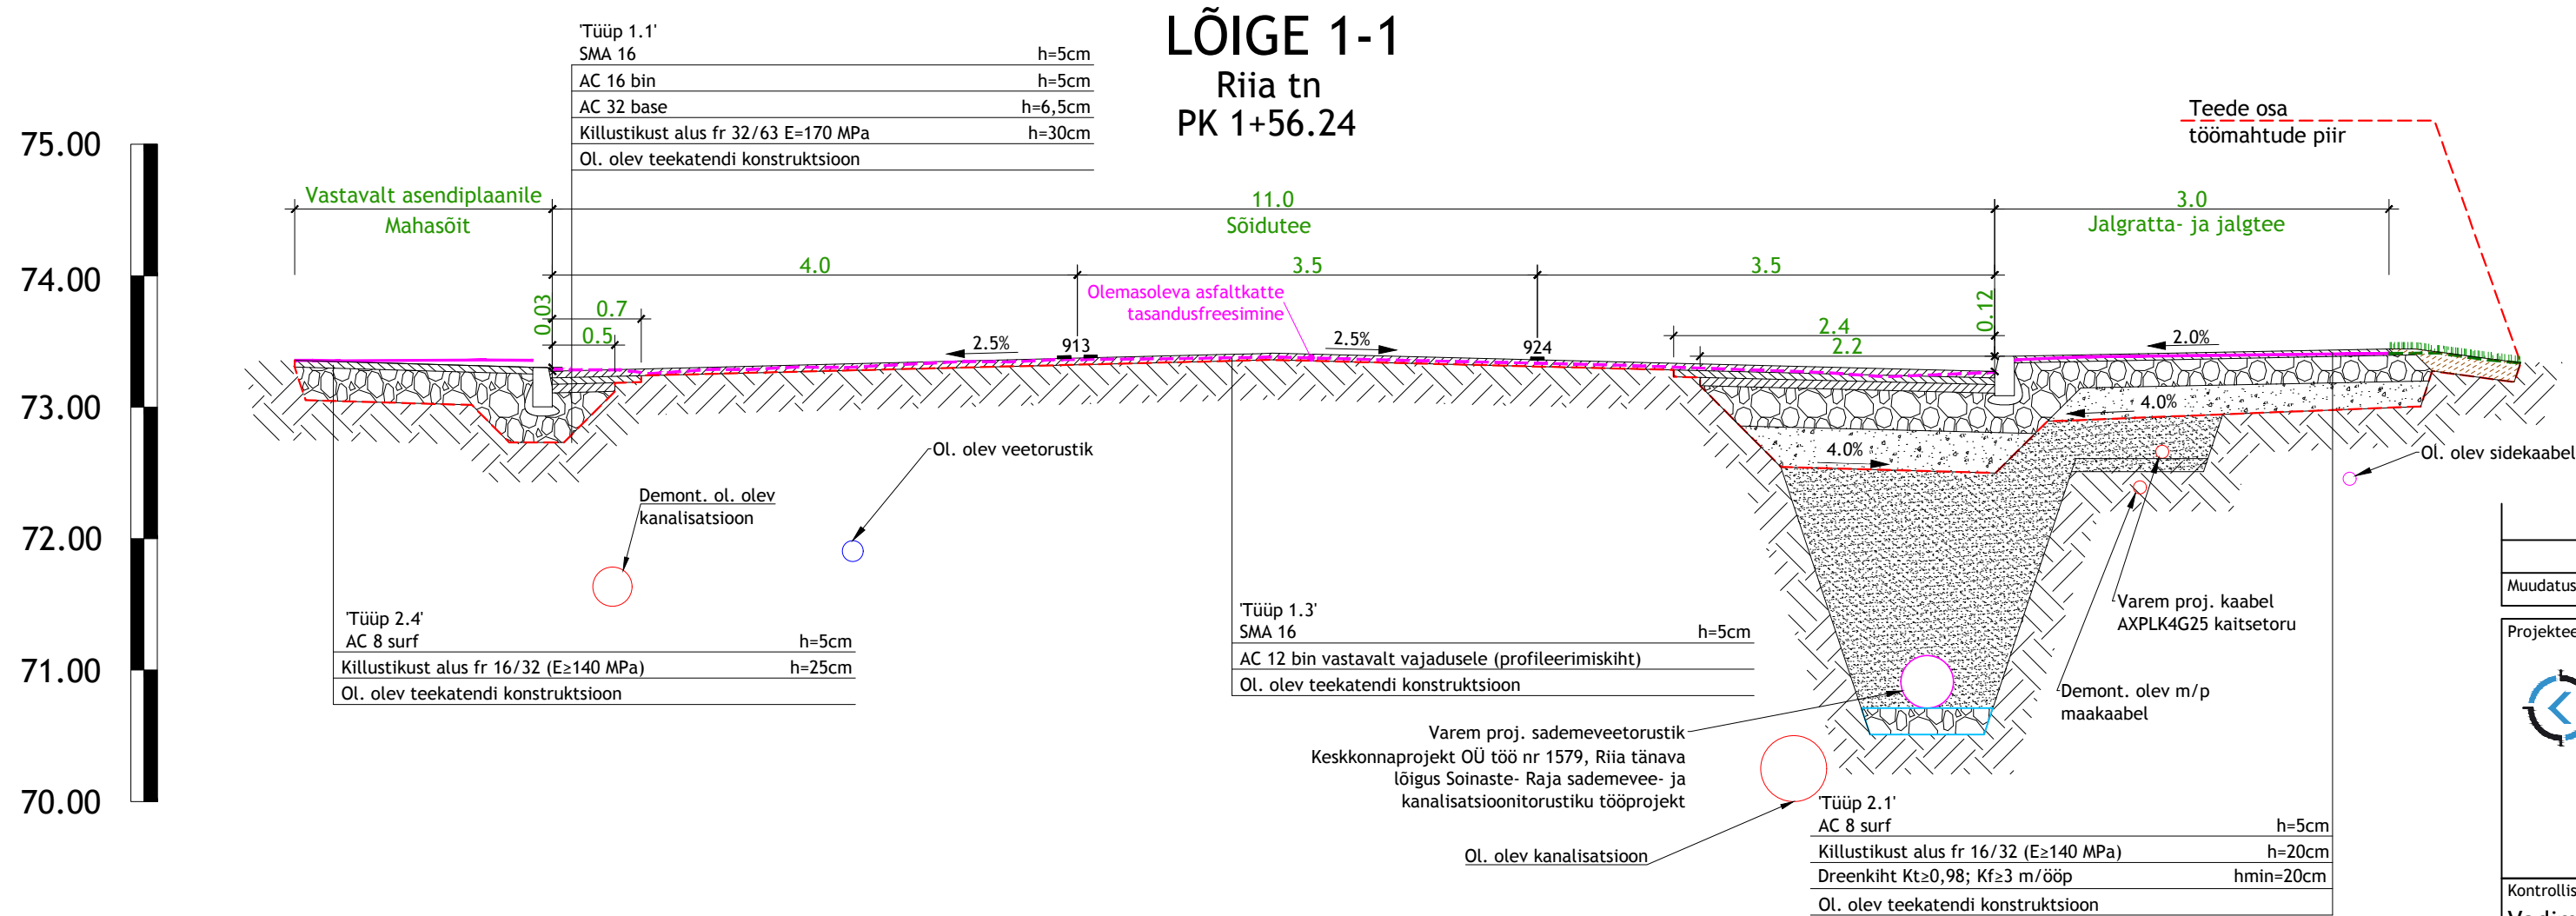 LÕIGE 1-1
Riia tn
PK 1+56.24
'Tüüp 1.1'
SMA 16 h=5cm
AC 16 bin h=5cm
AC 32 base h=6,5cm
Killustikust alus fr 32/63 E=170 MPa h=30cm
Ol. olev teekatendi konstruktsioon
Teede osa
töömahtude piir
75.00
74.00
73.00
72.00
71.00
70.00
Vastavalt asendiplaanile
Mahasõit
11.0
Sõidutee
3.0
Jalgratta- ja jalgtee
4.0
3.5
3.5
Olemasoleva asfaltkatte
tasandusfreesimine
0.03
0.7
0.5
2.5%
913
2.5%
924
2.4
2.2
0.12
2.0%
4.0%
4.0%
Ol. olev veetorustik
Ol. olev sidekaabel
Demont. ol. olev
kanalisatsioon
'Tüüp 2.4'
AC 8 surf h=5cm
Killustikust alus fr 16/32 (E≥140 MPa) h=25cm
Ol. olev teekatendi konstruktsioon
'Tüüp 1.3'
SMA 16 h=5cm
AC 12 bin vastavalt vajadusele (profileerimiskiht)
Ol. olev teekatendi konstruktsioon
Varem proj. kaabel
AXPLK4G25 kaitsetoru
Demont. olev m/p
maakaabel
Varem proj. sademeveetorustik
Keskkonnaprojekt OÜ töö nr 1579, Riia tänava
lõigus Soinaste- Raja sademevee- ja
kanalisatsioonitorustiku tööprojekt
Ol. olev kanalisatsioon
'Tüüp 2.1'
AC 8 surf h=5cm
Killustikust alus fr 16/32 (E≥140 MPa) h=20cm
Dreenkiht Kt≥0,98; Kf≥3 m/ööp hmin=20cm
Ol. olev teekatendi konstruktsioon
Muudatus
Projektee
Kontrollis